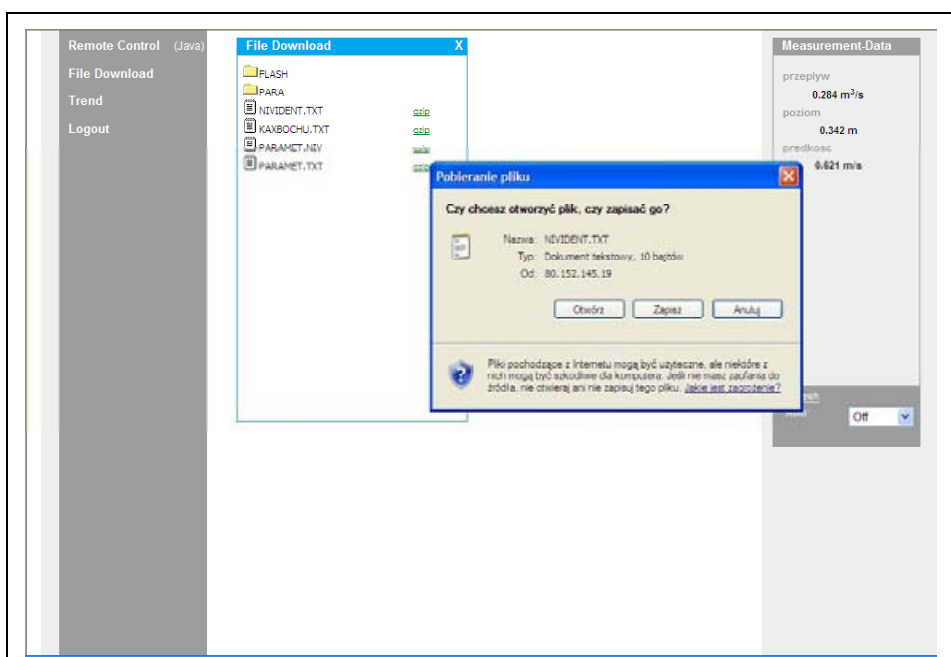 Remote Control (Java)
File Download
Trend
Logout
File Download X
FLASH
PARA
NIVIDENT.TXT gzip
KAXBOCHU.TXT gzip
PARAMET.NIV gzip
PARAMET.TXT gzip
Pobieranie pliku
Czy chcesz otworzyć plik, czy zapisać go?
Nazwa: NIVIDENT.TXT
Typ: Dokument tekstowy, 10 bajtów
Od: 80.152.145.19
Otwórz Zapisz Anuluj
Pliki pochodzące z Internetu mogą być użyteczne, ale niektóre z
nich mogą być szkodliwe dla komputera. Jeśli nie masz zaufania do
źródła, nie otwieraj ani nie zapisuj tego pliku. Jakie jest zagrożenie?
Measurement-Data
przepływ
0.284 m³/s
poziom
0.342 m
predkosc
0.621 m/s
Off